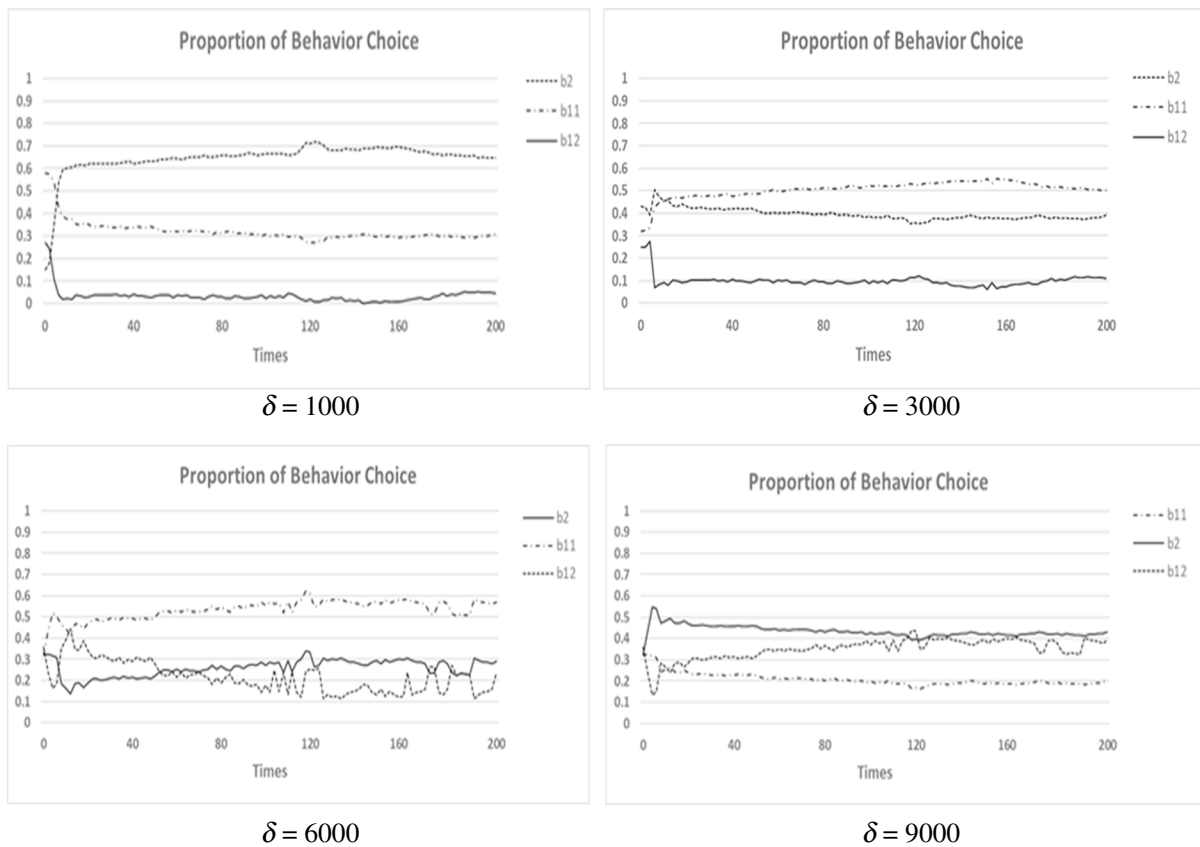 Proportion of Behavior Choice
1
0.9
0.8
0.7
0.6
0.5
0.4
0.3
0.2
0.1
0
0 40 80 120 160 200
Times
b2
b11
b12
δ = 1000
Proportion of Behavior Choice
1
0.9
0.8
0.7
0.6
0.5
0.4
0.3
0.2
0.1
0
0 40 80 120 160 200
Times
b2
b11
b12
δ = 3000
Proportion of Behavior Choice
1
0.9
0.8
0.7
0.6
0.5
0.4
0.3
0.2
0.1
0
0 40 80 120 160 200
Times
b2
b11
b12
δ = 6000
Proportion of Behavior Choice
1
0.9
0.8
0.7
0.6
0.5
0.4
0.3
0.2
0.1
0
0 40 80 120 160 200
Times
b11
b2
b12
δ = 9000